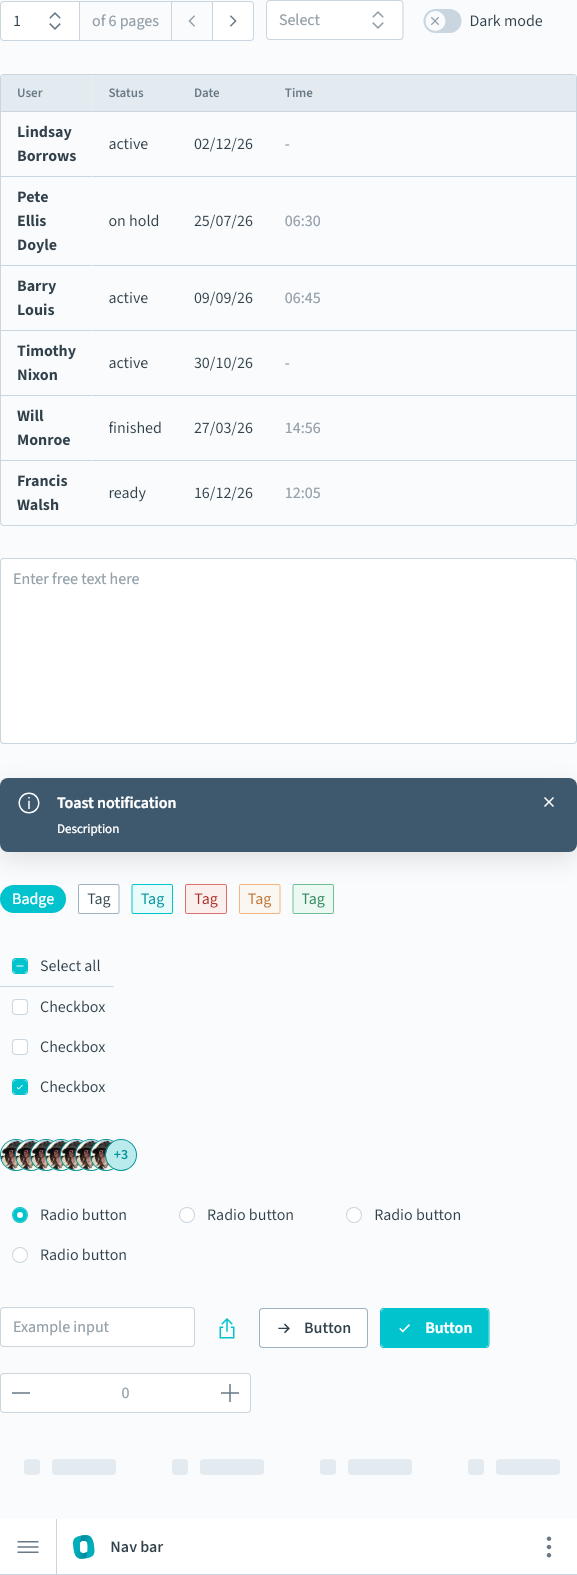 1 of 6 pages Select Dark mode
User Status Date Time
Lindsay
Borrows
active 02/12/26 -
Pete
Ellis
Doyle
on hold 25/07/26 06:30
Barry
Louis
active 09/09/26 06:45
Timothy
Nixon
active 30/10/26 -
Will
Monroe
finished 27/03/26 14:56
Francis
Walsh
ready 16/12/26 12:05
Enter free text here
Toast notification
Description
Badge Tag Tag Tag Tag Tag
Select all
Checkbox
Checkbox
Checkbox
+3
Radio button Radio button Radio button
Radio button
Example input Button Button
0
Nav bar